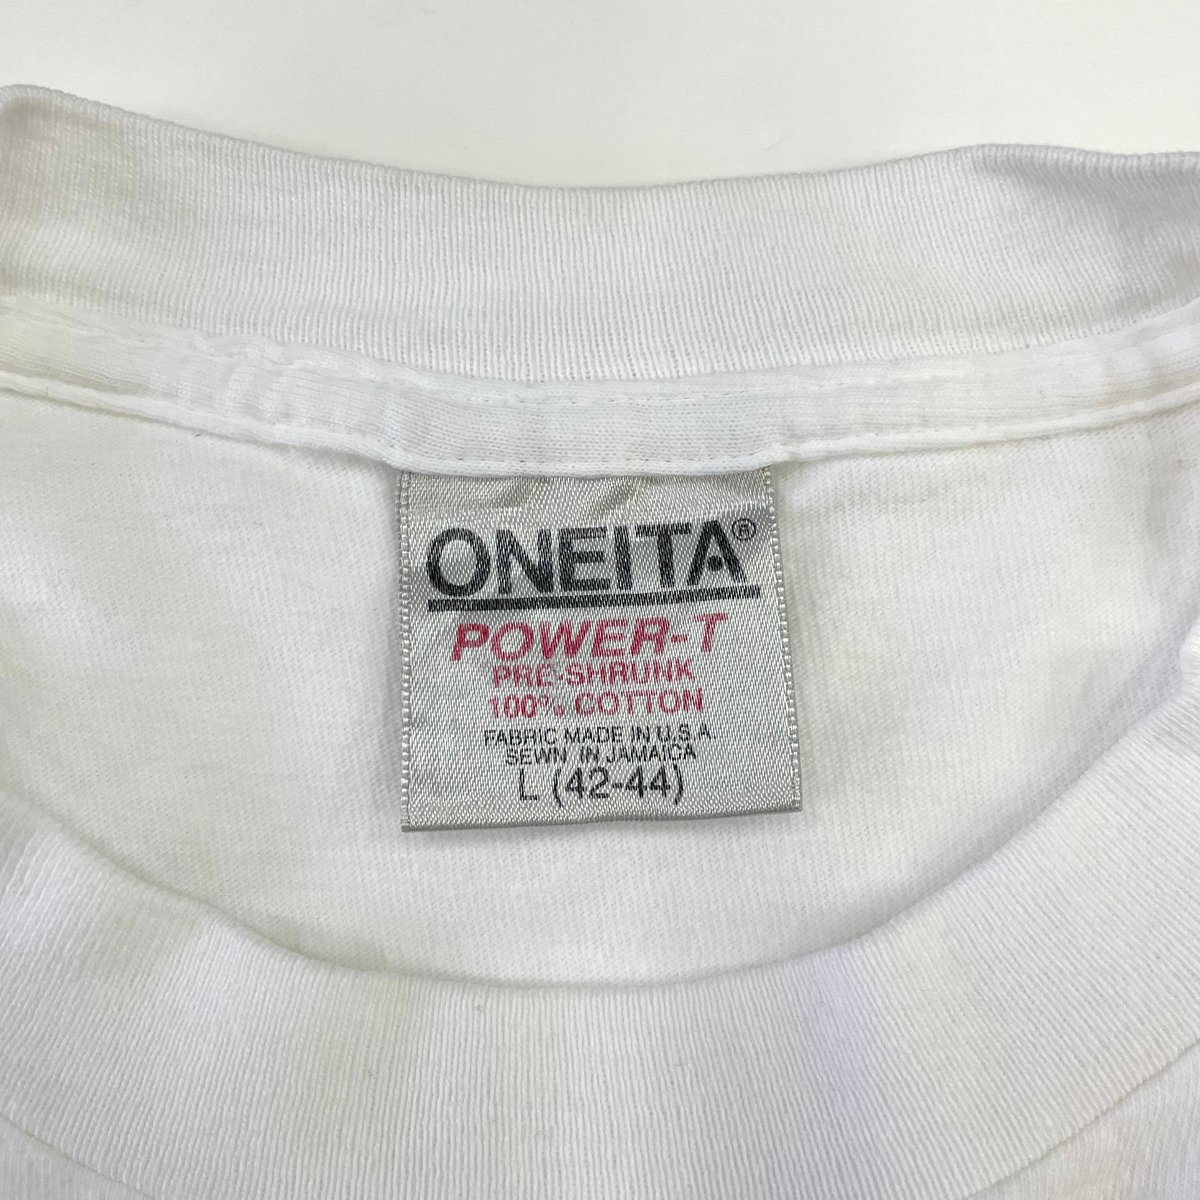 ONEITA®
POWER-T
PRE-SHRUNK
100% COTTON
FABRIC MADE IN U.S.A.
SEWN IN JAMAICA
L (42-44)